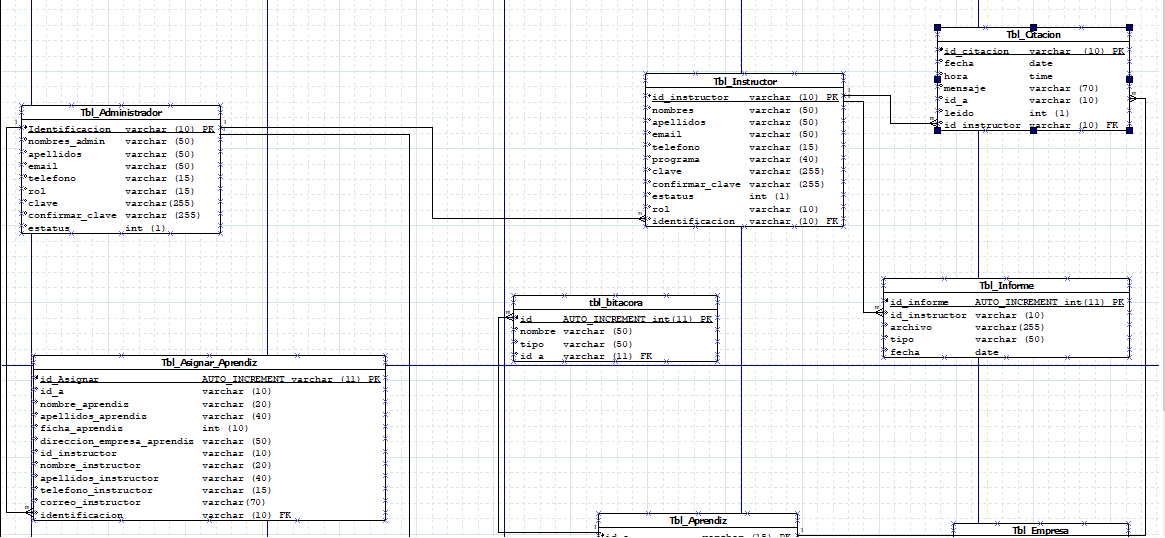 Tbl_Citacion
id_citacion varchar (10) PK
fecha date
hora time
mensaje varchar (70)
id_a varchar (10)
leido int (1)
id_instructor varchar (10) FK
Tbl_Instructor
id_instructor varchar (10) PK
nombres varchar (50)
apellidos varchar (50)
email varchar (50)
telefono varchar (15)
programa varchar (40)
clave varchar (255)
confirmar_clave varchar (255)
estatus int (1)
rol varchar (10)
identificacion varchar (10) FK
Tbl_Administrador
Identificacion varchar (10) PK
nombres_admin varchar (50)
apellidos varchar (50)
email varchar (50)
telefono varchar (15)
rol varchar (15)
clave varchar(255)
confirmar_clave varchar (255)
estatus int (1)
Tbl_Informe
id_informe AUTO_INCREMENT int(11) PK
id_instructor varchar (10)
archivo varchar(255)
tipo varchar (50)
fecha date
tbl_bitacora
id AUTO_INCREMENT int(11) PK
nombre varchar (50)
tipo varchar (50)
id_a varchar (11) FK
Tbl_Asignar_Aprendiz
id_Asignar AUTO_INCREMENT varchar (11) PK
id_a varchar (10)
nombre_aprendiz varchar (20)
apellidos_aprendiz varchar (40)
ficha_aprendiz int (10)
direccion_empresa_aprendiz varchar (50)
id_instructor varchar (10)
nombre_instructor varchar (20)
apellidos_instructor varchar (40)
telefono_instructor varchar (15)
correo_instructor varchar(70)
identificacion varchar (10) FK
Tbl_Aprendiz
Tbl_Empresa